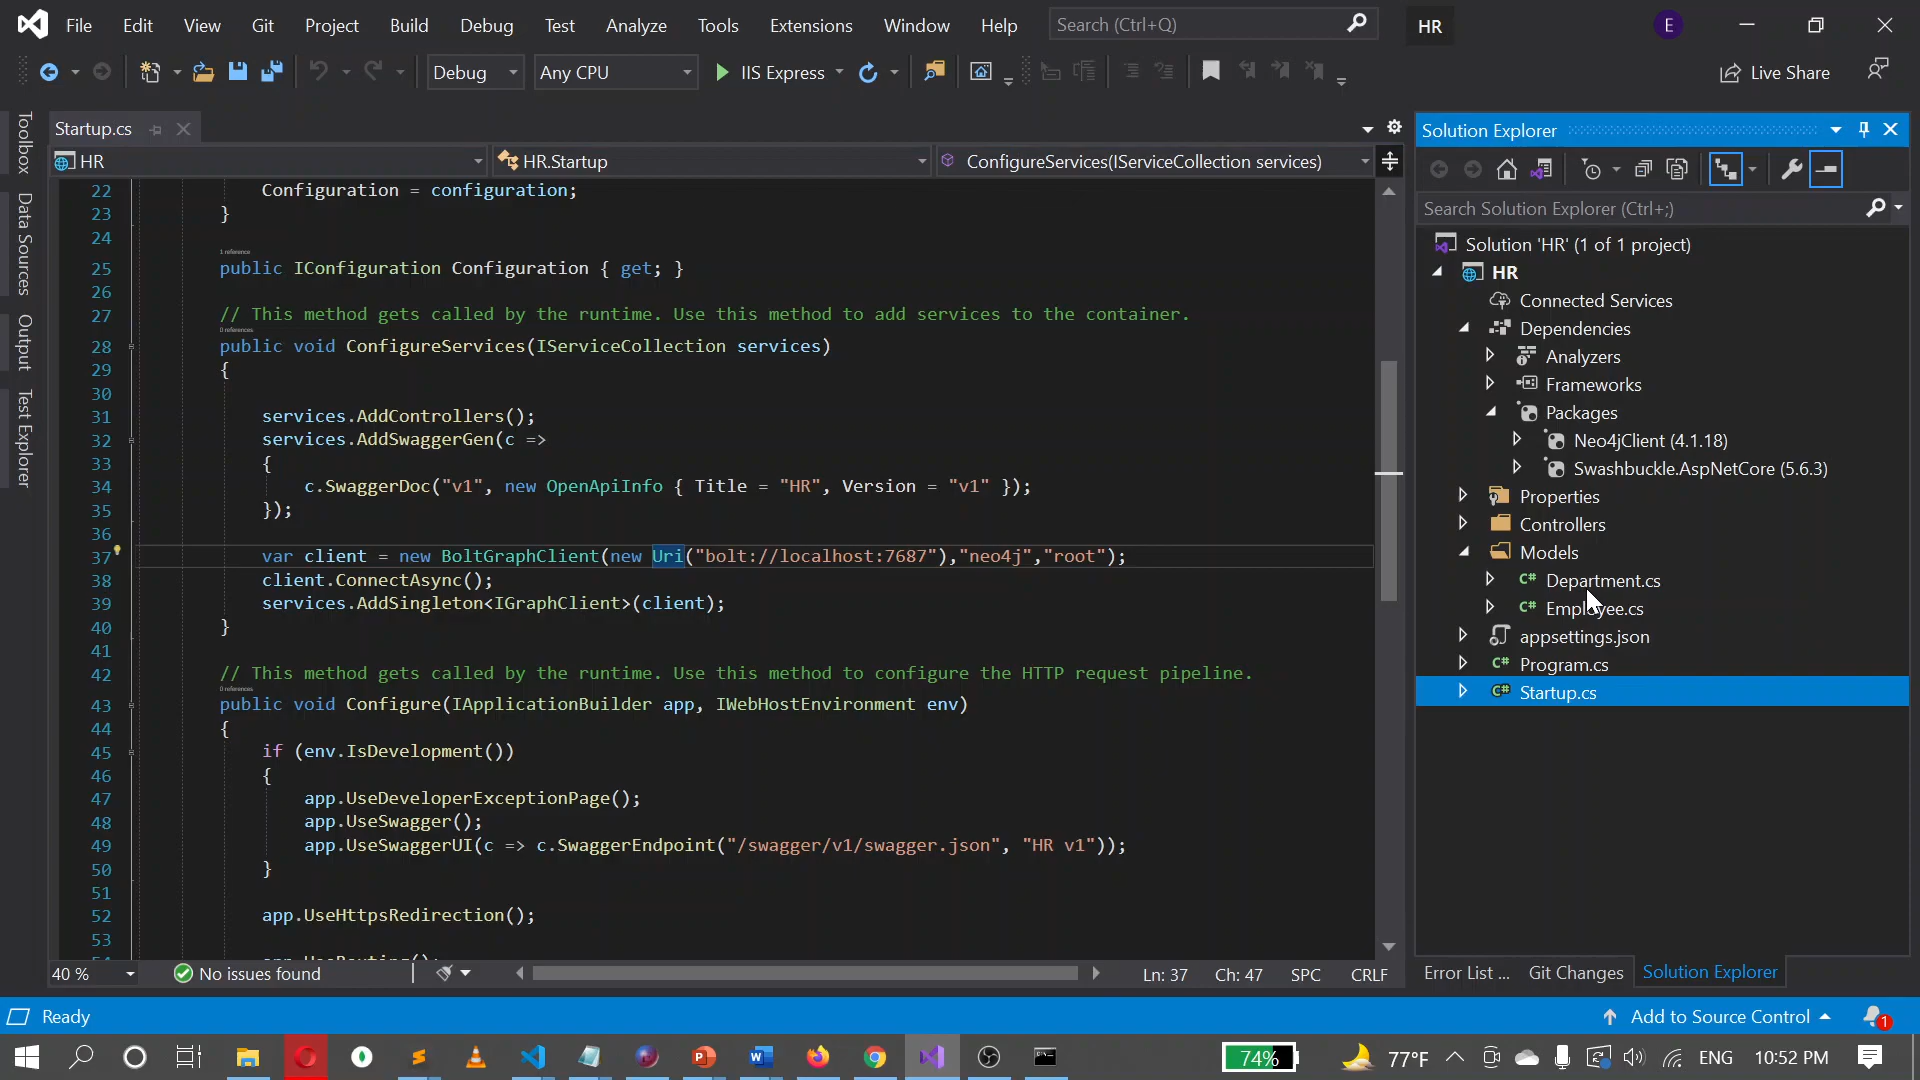 File Edit View Git Project Build Debug Test Analyze Tools Extensions Window Help Search (Ctrl+Q) HR E
Debug Any CPU IIS Express Live Share
Toolbox
Data Sources
Output
Test Explorer
Startup.cs
HR HR.Startup ConfigureServices(IServiceCollection services)
22 Configuration = configuration;
23 }
24
1 reference
25 public IConfiguration Configuration { get; }
26
27 // This method gets called by the runtime. Use this method to add services to the container.
0 references
28 public void ConfigureServices(IServiceCollection services)
29 {
30
31 services.AddControllers();
32 services.AddSwaggerGen(c =>
33 {
34 c.SwaggerDoc("v1", new OpenApiInfo { Title = "HR", Version = "v1" });
35 });
36
37 var client = new BoltGraphClient(new Uri("bolt://localhost:7687"),"neo4j","root");
38 client.ConnectAsync();
39 services.AddSingleton<IGraphClient>(client);
40 }
41
42 // This method gets called by the runtime. Use this method to configure the HTTP request pipeline.
0 references
43 public void Configure(IApplicationBuilder app, IWebHostEnvironment env)
44 {
45 if (env.IsDevelopment())
46 {
47 app.UseDeveloperExceptionPage();
48 app.UseSwagger();
49 app.UseSwaggerUI(c => c.SwaggerEndpoint("/swagger/v1/swagger.json", "HR v1"));
50 }
51
52 app.UseHttpsRedirection();
53
40 % No issues found Ln: 37 Ch: 47 SPC CRLF
Solution Explorer
Search Solution Explorer (Ctrl+;)
Solution 'HR' (1 of 1 project)
HR
Connected Services
Dependencies
Analyzers
Frameworks
Packages
Neo4jClient (4.1.18)
Swashbuckle.AspNetCore (5.6.3)
Properties
Controllers
Models
C# Department.cs
C# Employee.cs
appsettings.json
C# Program.cs
C# Startup.cs
Error List ... Git Changes Solution Explorer
Ready Add to Source Control 1
74% 77°F ENG 10:52 PM